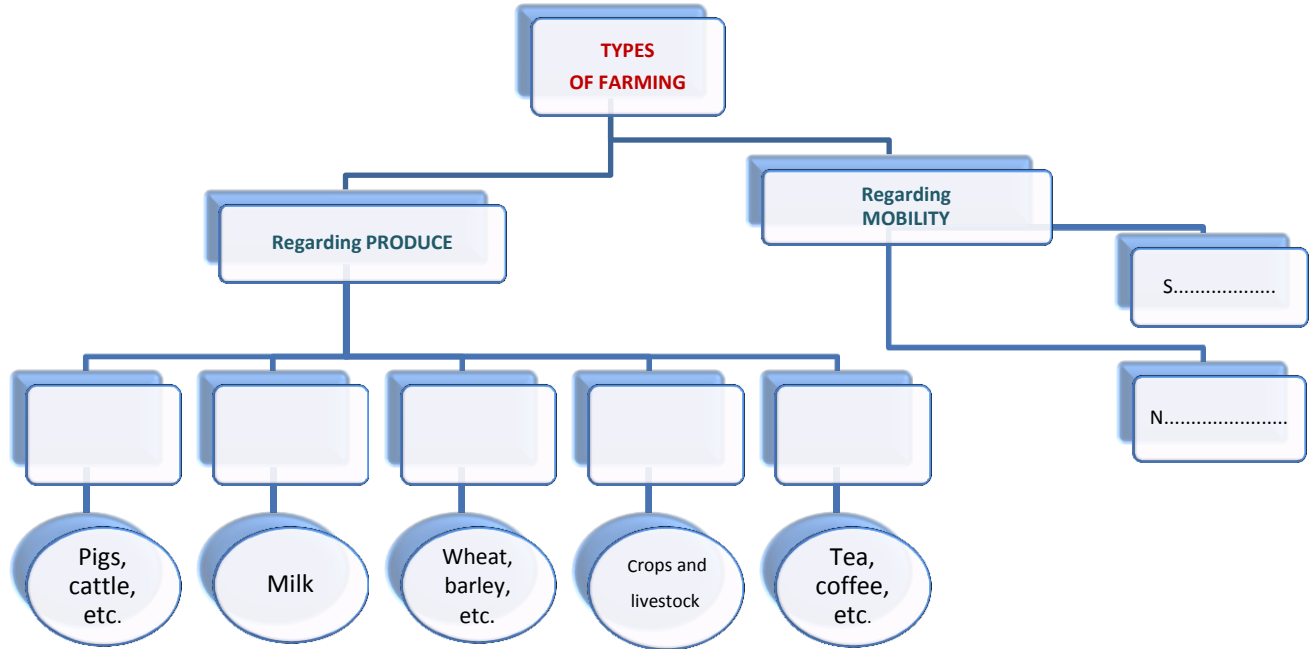 TYPES
OF FARMING
Regarding
MOBILITY
Regarding PRODUCE
S...................
N.......................
Pigs,
cattle,
etc.
Milk
Wheat,
barley,
etc.
Crops and
livestock
Tea,
coffee,
etc.